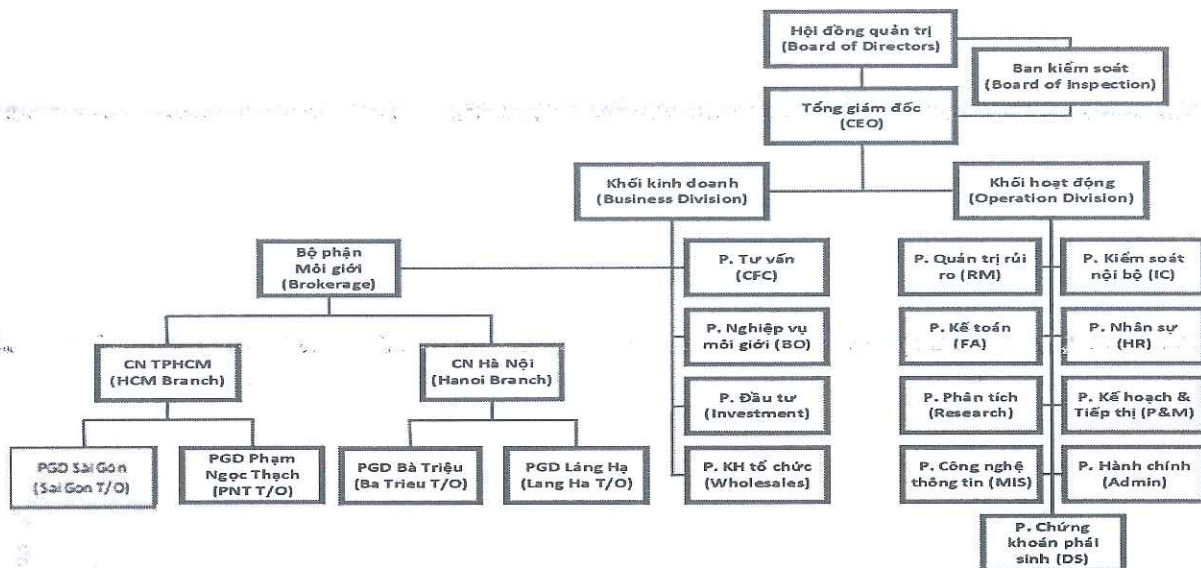 Hội đồng quản trị
(Board of Directors)
Ban kiểm soát
(Board of Inspection)
Tổng giám đốc
(CEO)
Khối kinh doanh
(Business Division)
Khối hoạt động
(Operation Division)
Bộ phận
Môi giới
(Brokerage)
P. Tư vấn
(CFC)
P. Quản trị rủi
ro (RM)
P. Kiểm soát
nội bộ (IC)
CN TPHCM
(HCM Branch)
CN Hà Nội
(Hanoi Branch)
P. Nghiệp vụ
môi giới (BO)
P. Kế toán
(FA)
P. Nhân sự
(HR)
P. Đầu tư
(Investment)
P. Phân tích
(Research)
P. Kế hoạch &
Tiếp thị (P&M)
PGD Sài Gòn
(Sai Gon T/O)
PGD Phạm
Ngọc Thạch
(PNT T/O)
PGD Bà Triệu
(Ba Trieu T/O)
PGD Láng Hạ
(Lang Ha T/O)
P. KH tổ chức
(Wholesales)
P. Công nghệ
thông tin (MIS)
P. Hành chính
(Admin)
P. Chứng
khoán phái
sinh (DS)